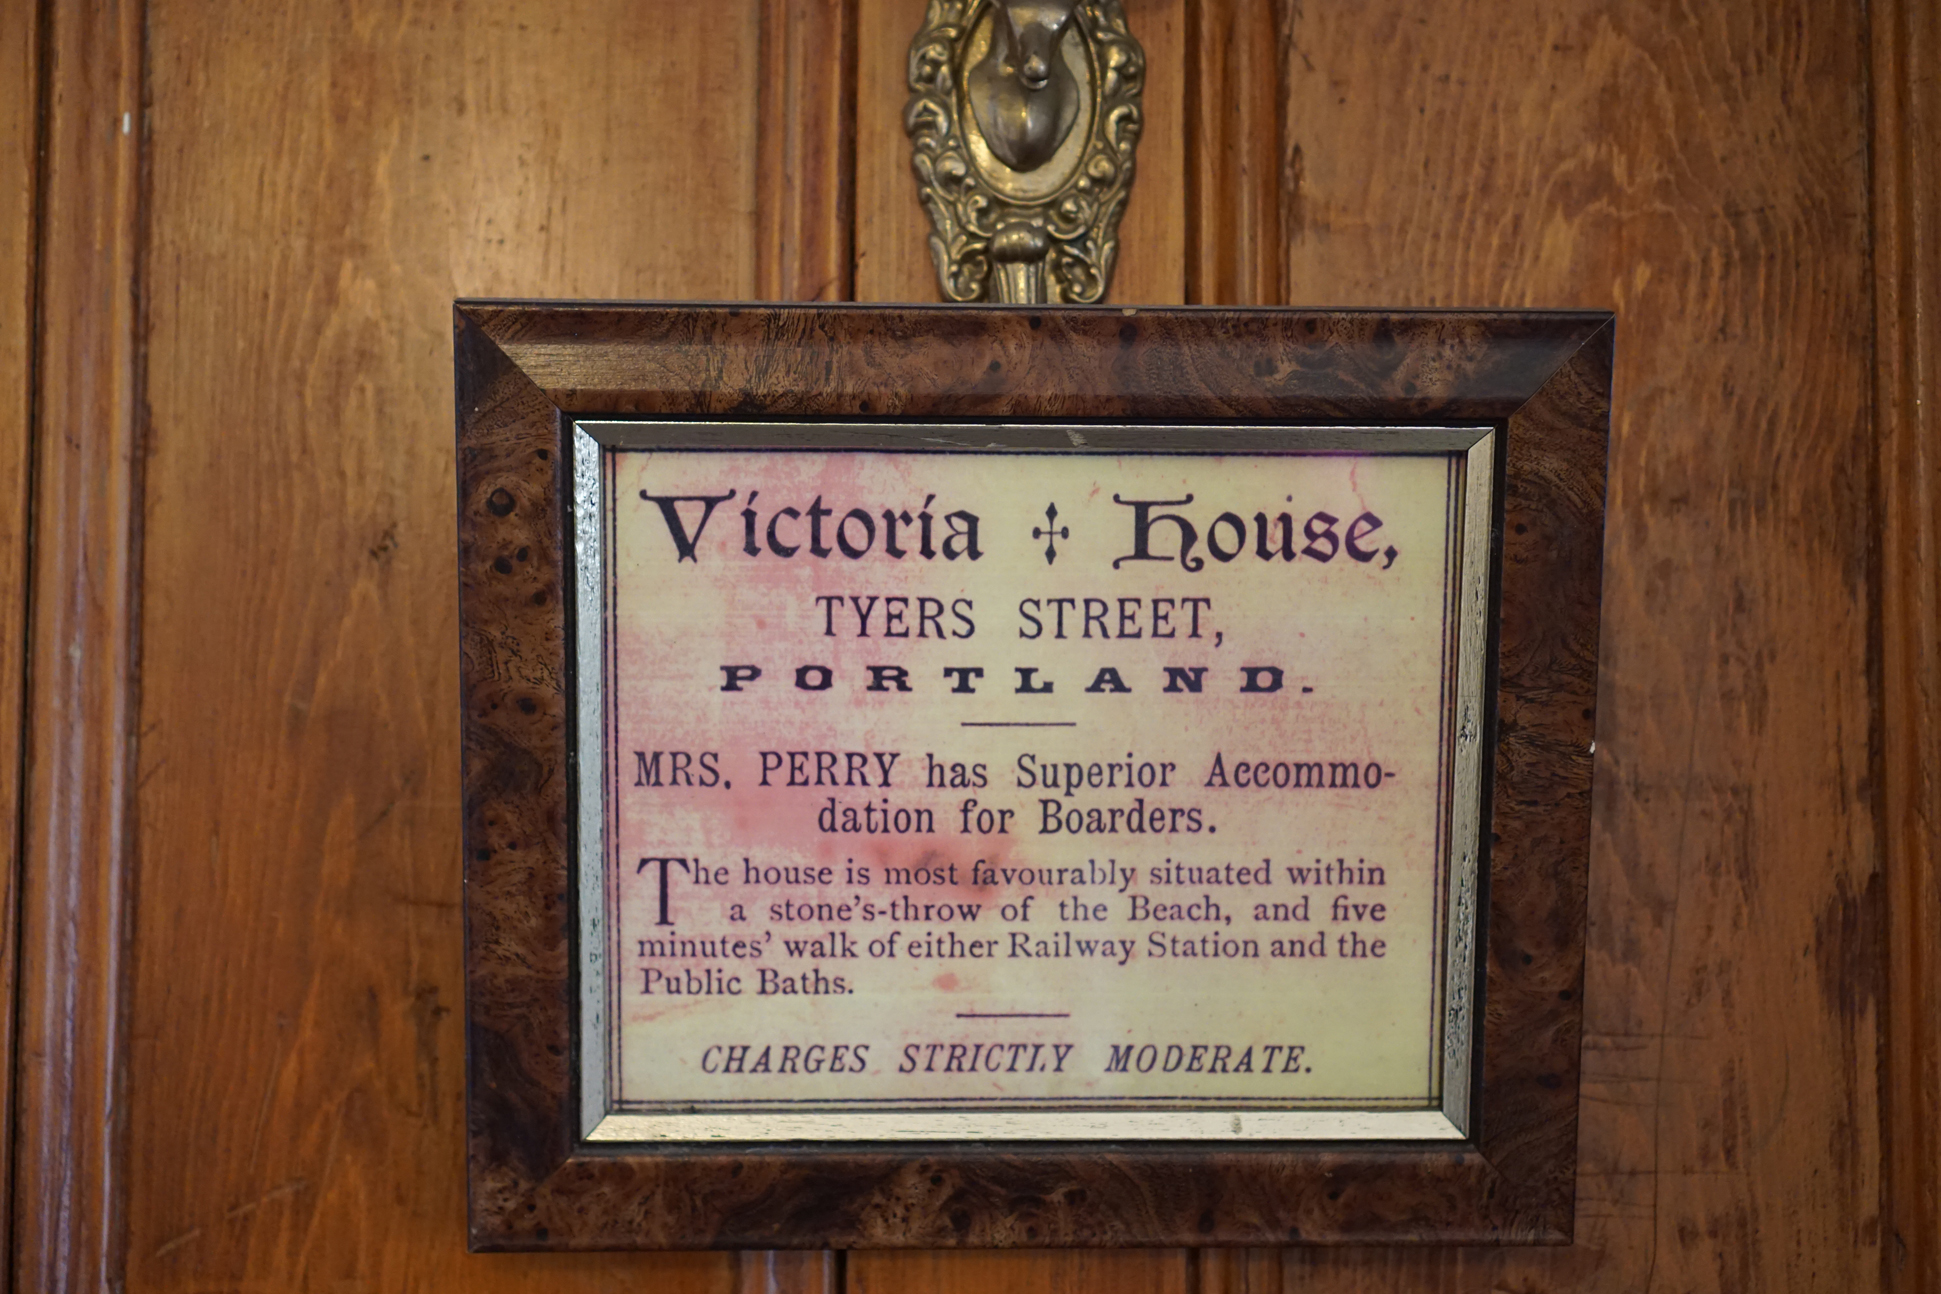 Victoria ✣ House,
TYERS STREET,
PORTLAND.
MRS. PERRY has Superior Accommo-
dation for Boarders.
The house is most favourably situated within
a stone's-throw of the Beach, and five
minutes' walk of either Railway Station and the
Public Baths.
CHARGES STRICTLY MODERATE.